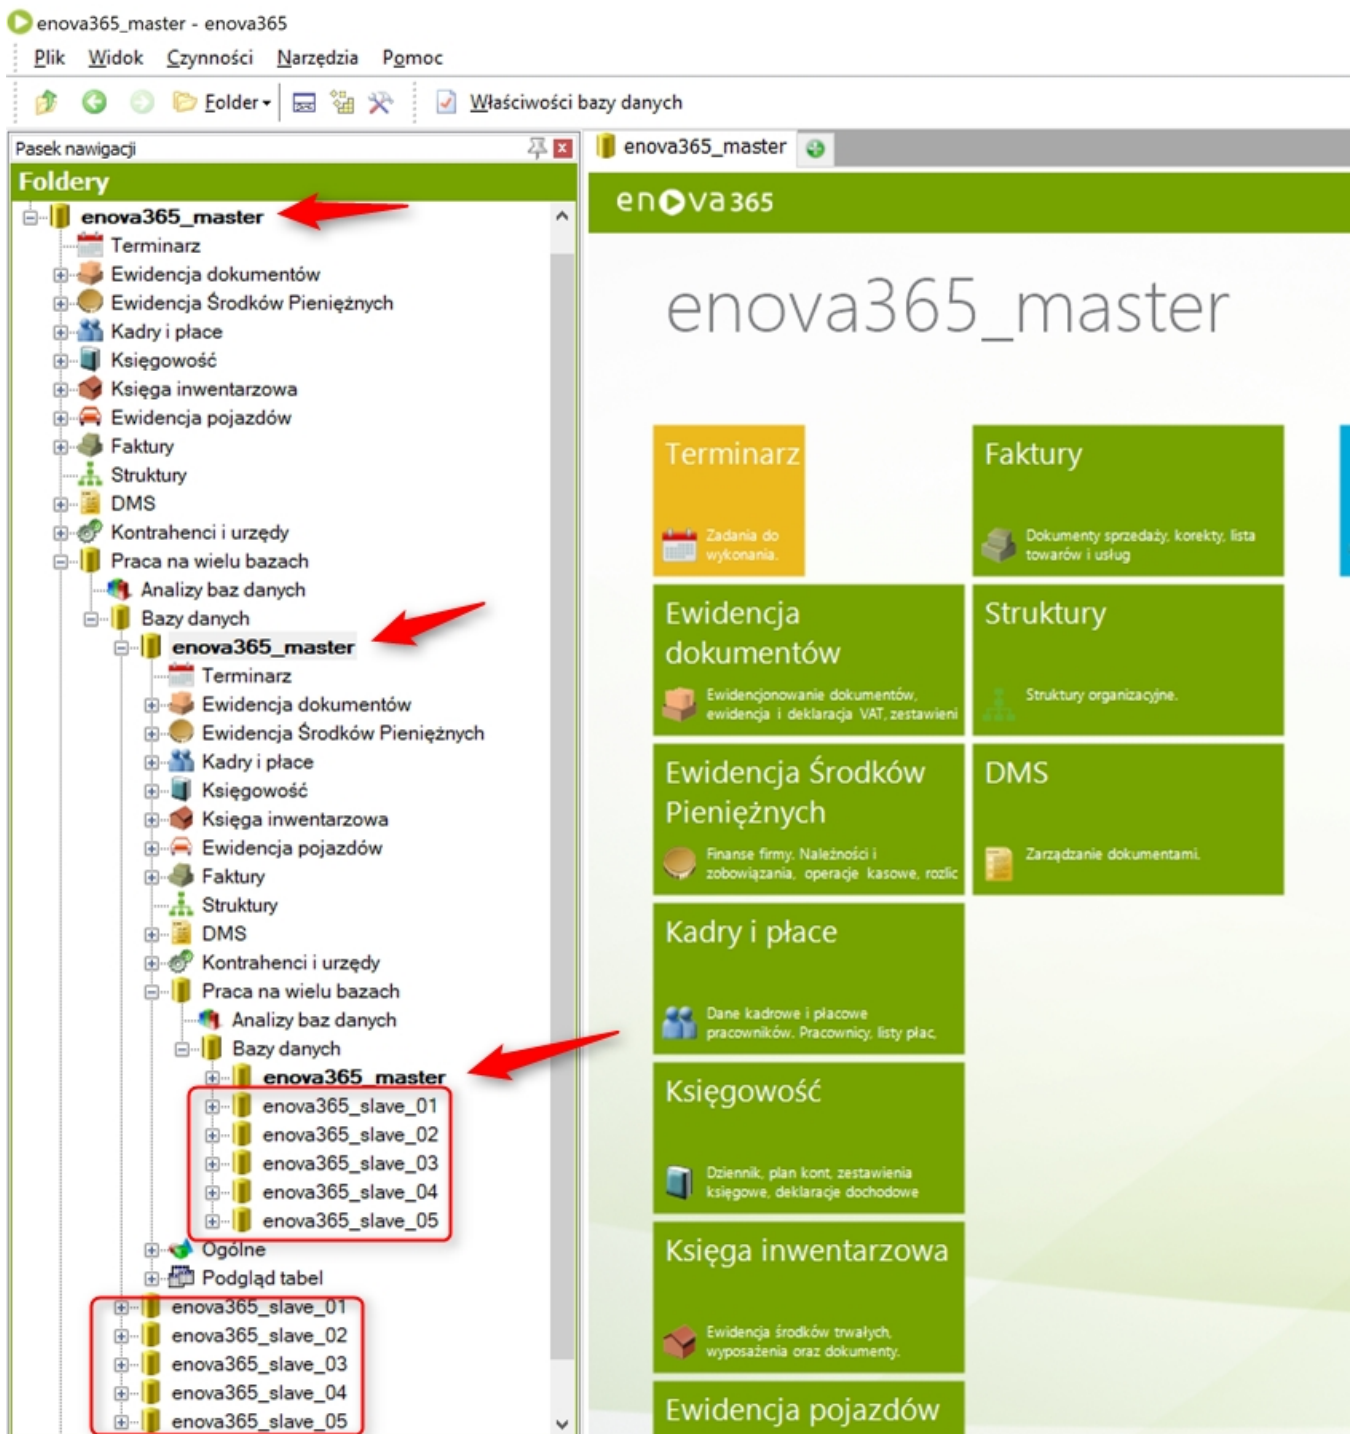 enova365_master - enova365
Plik Widok Czynności Narzędzia Pomoc
Folder Właściwości bazy danych
Pasek nawigacji
Foldery
enova365_master
Terminarz
Ewidencja dokumentów
Ewidencja Środków Pieniężnych
Kadry i płace
Księgowość
Księga inwentarzowa
Ewidencja pojazdów
Faktury
Struktury
DMS
Kontrahenci i urzędy
Praca na wielu bazach
Analizy baz danych
Bazy danych
enova365_master
Terminarz
Ewidencja dokumentów
Ewidencja Środków Pieniężnych
Kadry i płace
Księgowość
Księga inwentarzowa
Ewidencja pojazdów
Faktury
Struktury
DMS
Kontrahenci i urzędy
Praca na wielu bazach
Analizy baz danych
Bazy danych
enova365_master
enova365_slave_01
enova365_slave_02
enova365_slave_03
enova365_slave_04
enova365_slave_05
Ogólne
Podgląd tabel
enova365_slave_01
enova365_slave_02
enova365_slave_03
enova365_slave_04
enova365_slave_05
enova365_master
enova365
enova365_master
Terminarz
Zadania do
wykonania.
Faktury
Dokumenty sprzedaży, korekty, lista
towarów i usług
Ewidencja
dokumentów
Ewidencjonowanie dokumentów,
ewidencja i deklaracja VAT, zestawieni
Struktury
Struktury organizacyjne.
Ewidencja Środków
Pieniężnych
Finanse firmy. Należności i
zobowiązania, operacje kasowe, rozlic
DMS
Zarządzanie dokumentami.
Kadry i płace
Dane kadrowe i płacowe
pracowników. Pracownicy, listy płac,
Księgowość
Dziennik, plan kont, zestawienia
księgowe, deklaracje dochodowe
Księga inwentarzowa
Ewidencja środków trwałych,
wyposażenia oraz dokumenty.
Ewidencja pojazdów